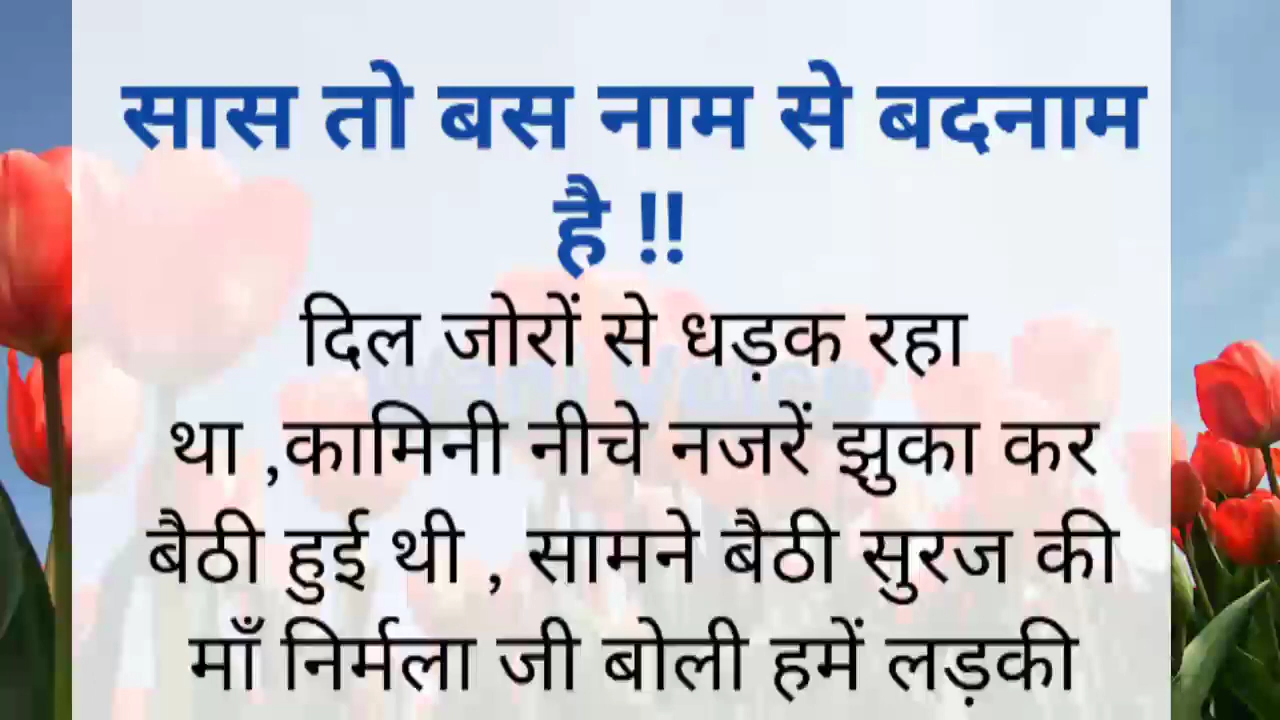 सास तो बस नाम से बदनाम
है !!
दिल जोरों से धड़क रहा
था ,कामिनी नीचे नजरें झुका कर
बैठी हुई थी , सामने बैठी सुरज की
माँ निर्मला जी बोली हमें लड़की